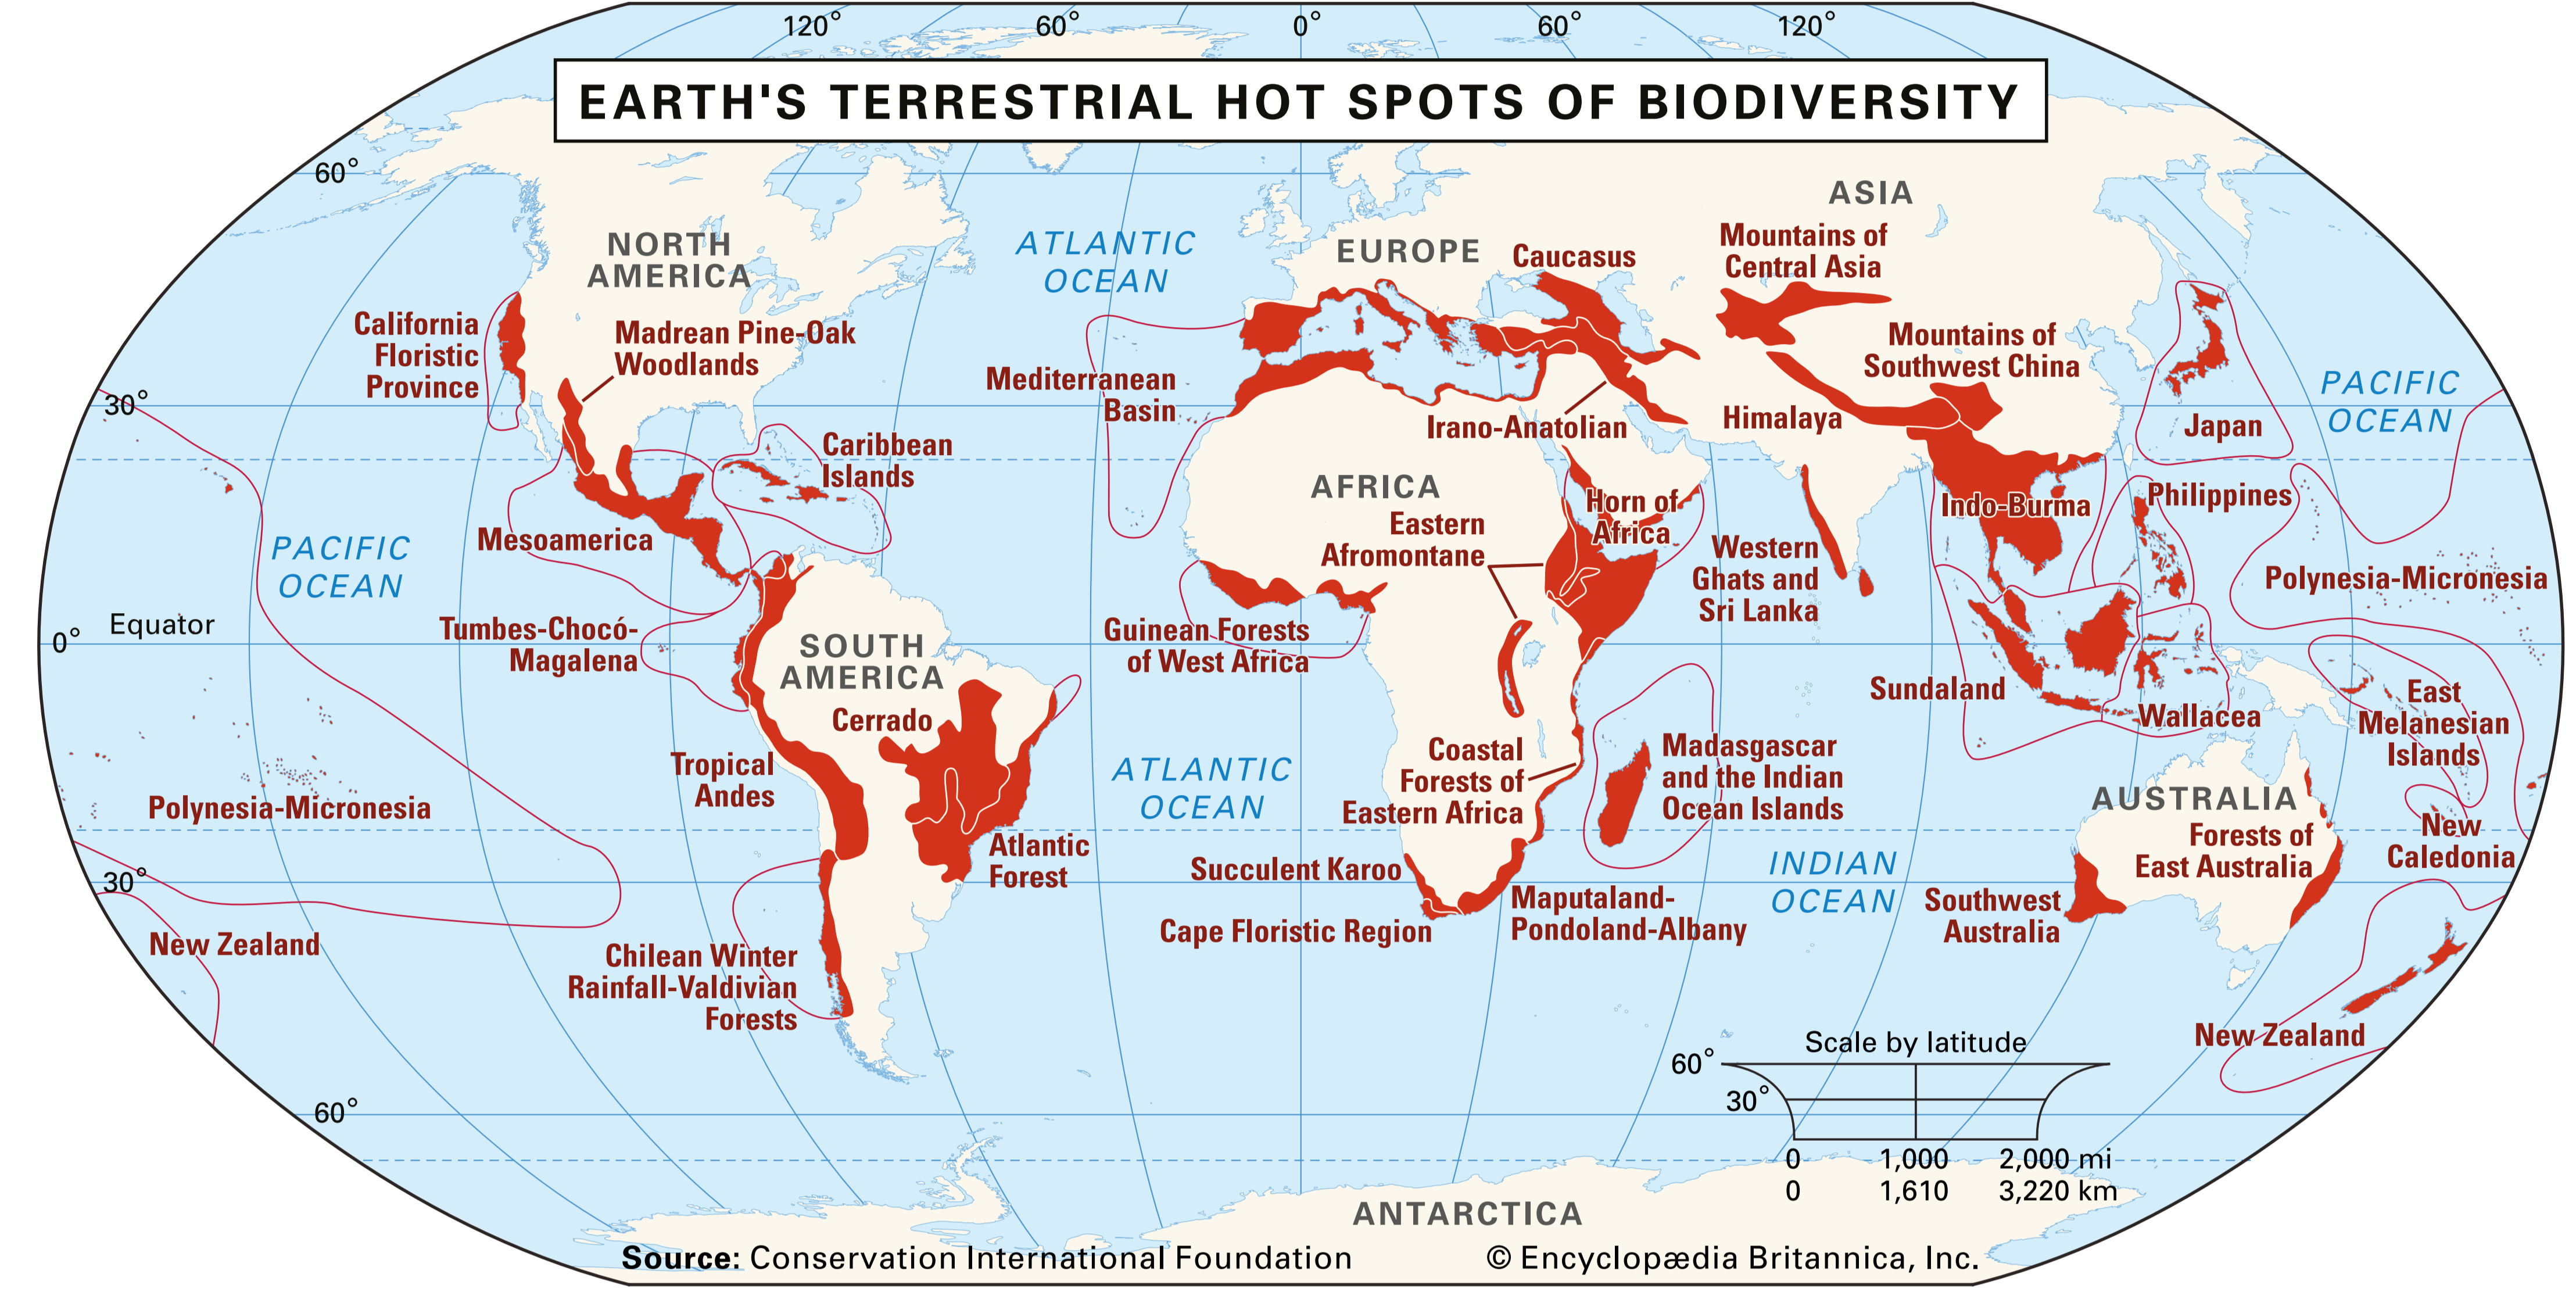 120°
60°
0°
60°
120°
EARTH'S TERRESTRIAL HOT SPOTS OF BIODIVERSITY
60°
ASIA
NORTH
AMERICA
ATLANTIC
OCEAN
EUROPE
Caucasus
Mountains of
Central Asia
California
Floristic
Province
Madrean Pine-Oak
Woodlands
Mountains of
Southwest China
Mediterranean
Basin
PACIFIC
OCEAN
30°
Irano-Anatolian
Himalaya
Japan
Caribbean
Islands
AFRICA
Horn of
Africa
Indo-Burma
Philippines
Eastern
Afromontane
Mesoamerica
PACIFIC
OCEAN
Western
Ghats and
Sri Lanka
Polynesia-Micronesia
0°
Equator
Tumbes-Chocó-
Magalena
SOUTH
AMERICA
Guinean Forests
of West Africa
Sundaland
Wallacea
East
Melanesian
Islands
Cerrado
Tropical
Andes
ATLANTIC
OCEAN
Coastal
Forests of
Eastern Africa
Madasgascar
and the Indian
Ocean Islands
Polynesia-Micronesia
AUSTRALIA
Forests of
East Australia
New
Caledonia
Atlantic
Forest
30°
Succulent Karoo
INDIAN
OCEAN
Maputaland-
Pondoland-Albany
Southwest
Australia
Cape Floristic Region
New Zealand
Chilean Winter
Rainfall-Valdivian
Forests
New Zealand
Scale by latitude
60°
30°
60°
0 1,000 2,000 mi
0 1,610 3,220 km
ANTARCTICA
Source: Conservation International Foundation
© Encyclopædia Britannica, Inc.